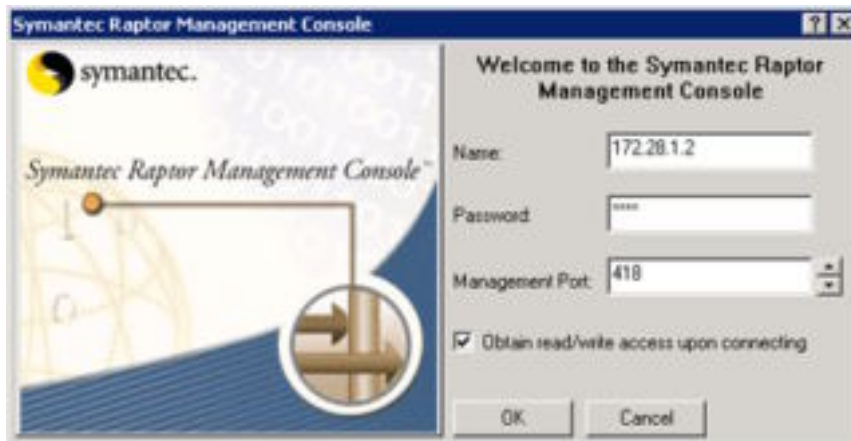 Symantec Raptor Management Console
symantec.
Symantec Raptor Management Console™
Welcome to the Symantec Raptor
Management Console
Name: 172.28.1.2
Password: ****
Management Port: 418
Obtain read/write access upon connecting
OK Cancel